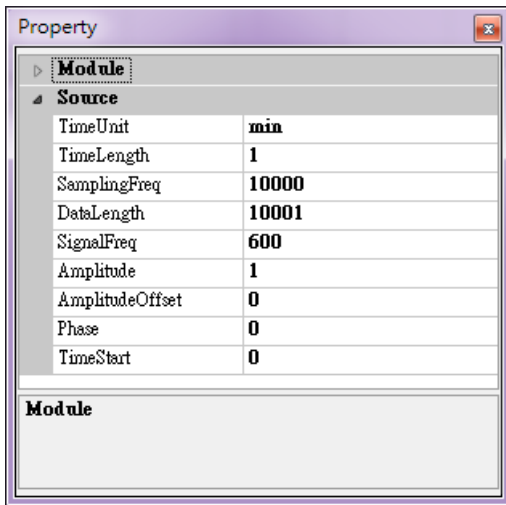 Property
Module
Source
TimeUnit min
TimeLength 1
SamplingFreq 10000
DataLength 10001
SignalFreq 600
Amplitude 1
AmplitudeOffset 0
Phase 0
TimeStart 0
Module